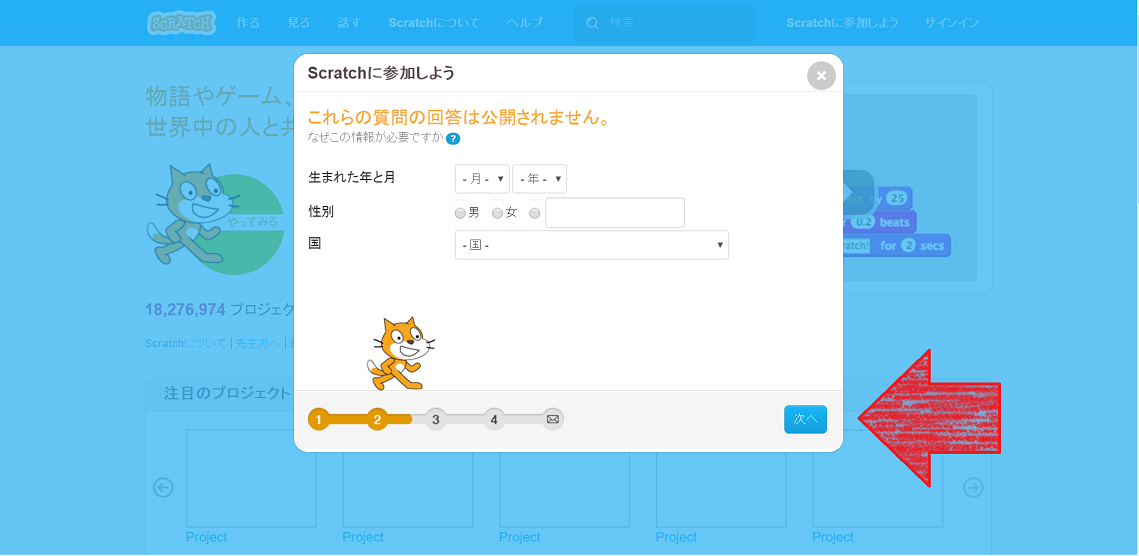 SCRATCH 作る 見る 話す Scratchについて ヘルプ 検索 Scratchに参加しよう サインイン
Scratchに参加しよう
物語やゲーム、
世界中の人と共
これらの質問の回答は公開されません。
なぜこの情報が必要ですか ?
生まれた年と月 - 月 - - 年 -
性別 男 女
国 - 国 -
やってみる
25
0.2 beats
for 2 secs
18,276,974 プロジェク
Scratchについて | 先生方へ |
注目のプロジェクト
1 2 3 4
次へ
Project Project Project Project Project